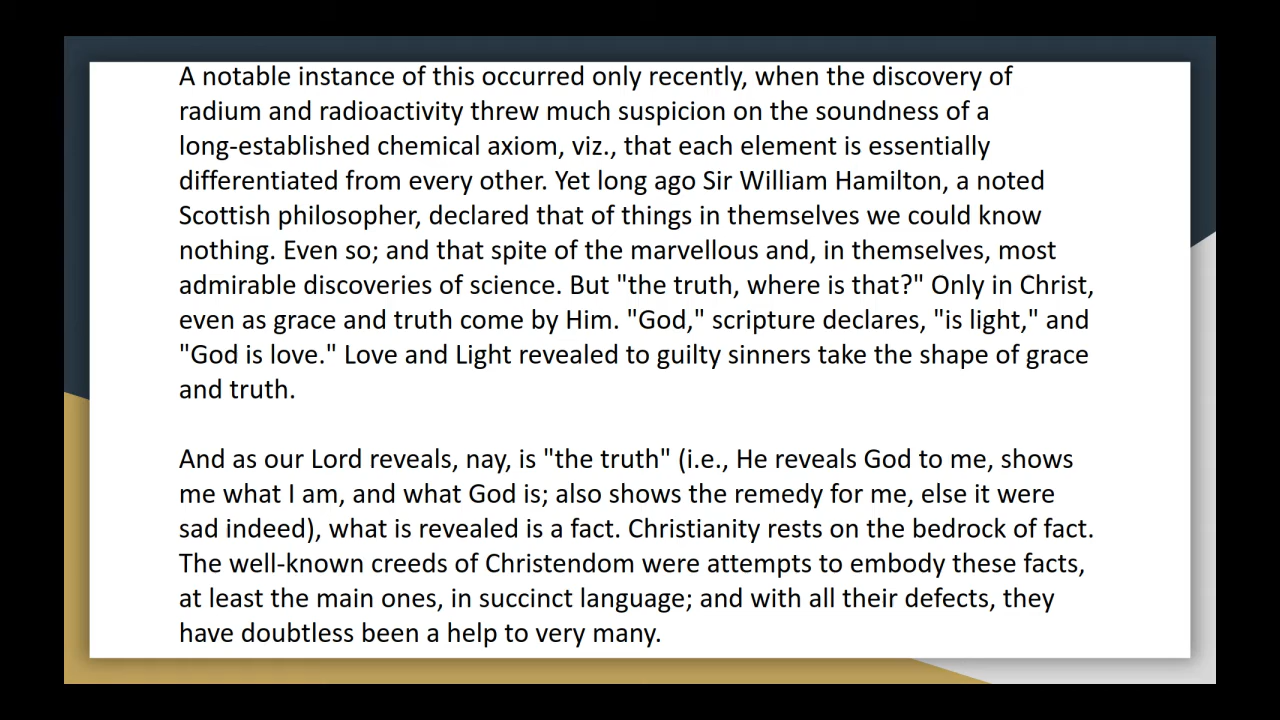 A notable instance of this occurred only recently, when the discovery of
radium and radioactivity threw much suspicion on the soundness of a
long-established chemical axiom, viz., that each element is essentially
differentiated from every other. Yet long ago Sir William Hamilton, a noted
Scottish philosopher, declared that of things in themselves we could know
nothing. Even so; and that spite of the marvellous and, in themselves, most
admirable discoveries of science. But "the truth, where is that?" Only in Christ,
even as grace and truth come by Him. "God," scripture declares, "is light," and
"God is love." Love and Light revealed to guilty sinners take the shape of grace
and truth.

And as our Lord reveals, nay, is "the truth" (i.e., He reveals God to me, shows
me what I am, and what God is; also shows the remedy for me, else it were
sad indeed), what is revealed is a fact. Christianity rests on the bedrock of fact.
The well-known creeds of Christendom were attempts to embody these facts,
at least the main ones, in succinct language; and with all their defects, they
have doubtless been a help to very many.